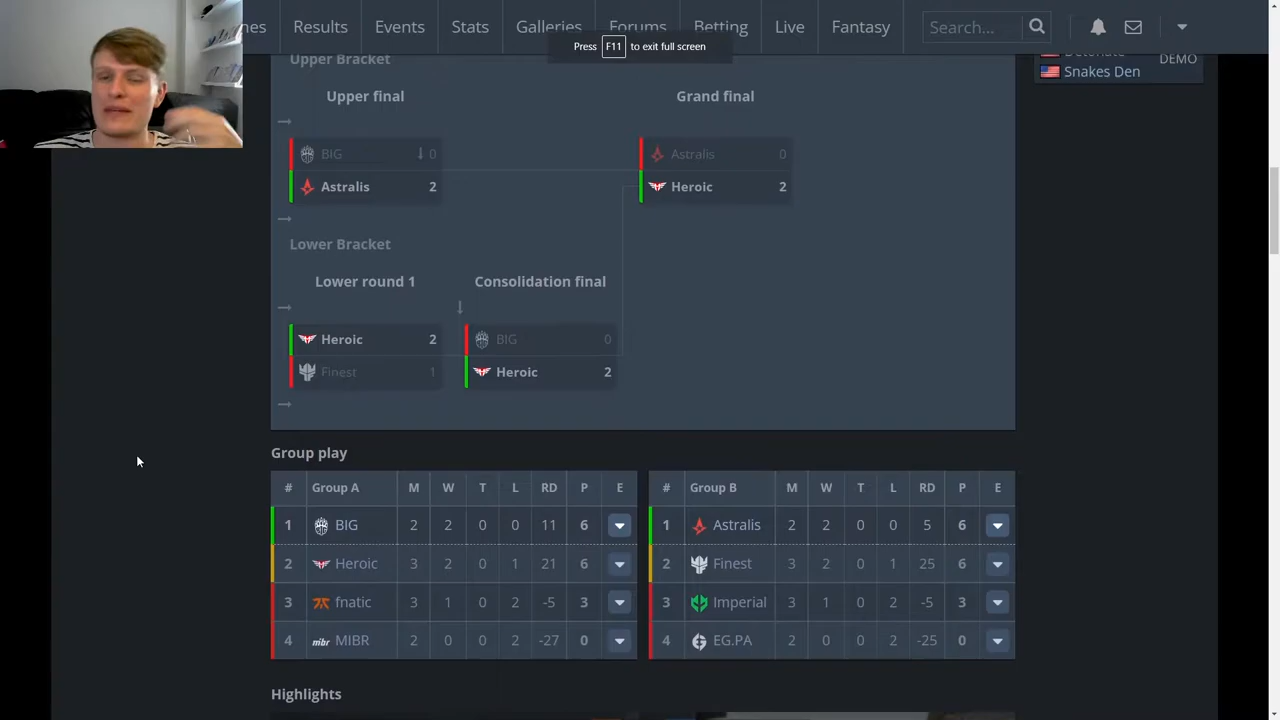 nes Results Events Stats Galleries Forums Betting Live Fantasy Search...
Press F11 to exit full screen
Upper Bracket
DEMO
Snakes Den
Upper final Grand final
BIG 0 Astralis 0
Astralis 2 Heroic 2
Lower Bracket
Lower round 1 Consolidation final
Heroic 2 BIG 0
Finest 1 Heroic 2
Group play
# Group A M W T L RD P E # Group B M W T L RD P E
1 BIG 2 2 0 0 11 6 1 Astralis 2 2 0 0 5 6
2 Heroic 3 2 0 1 21 6 2 Finest 3 2 0 1 25 6
3 fnatic 3 1 0 2 -5 3 3 Imperial 3 1 0 2 -5 3
4 mibr MIBR 2 0 0 2 -27 0 4 EG.PA 2 0 0 2 -25 0
Highlights